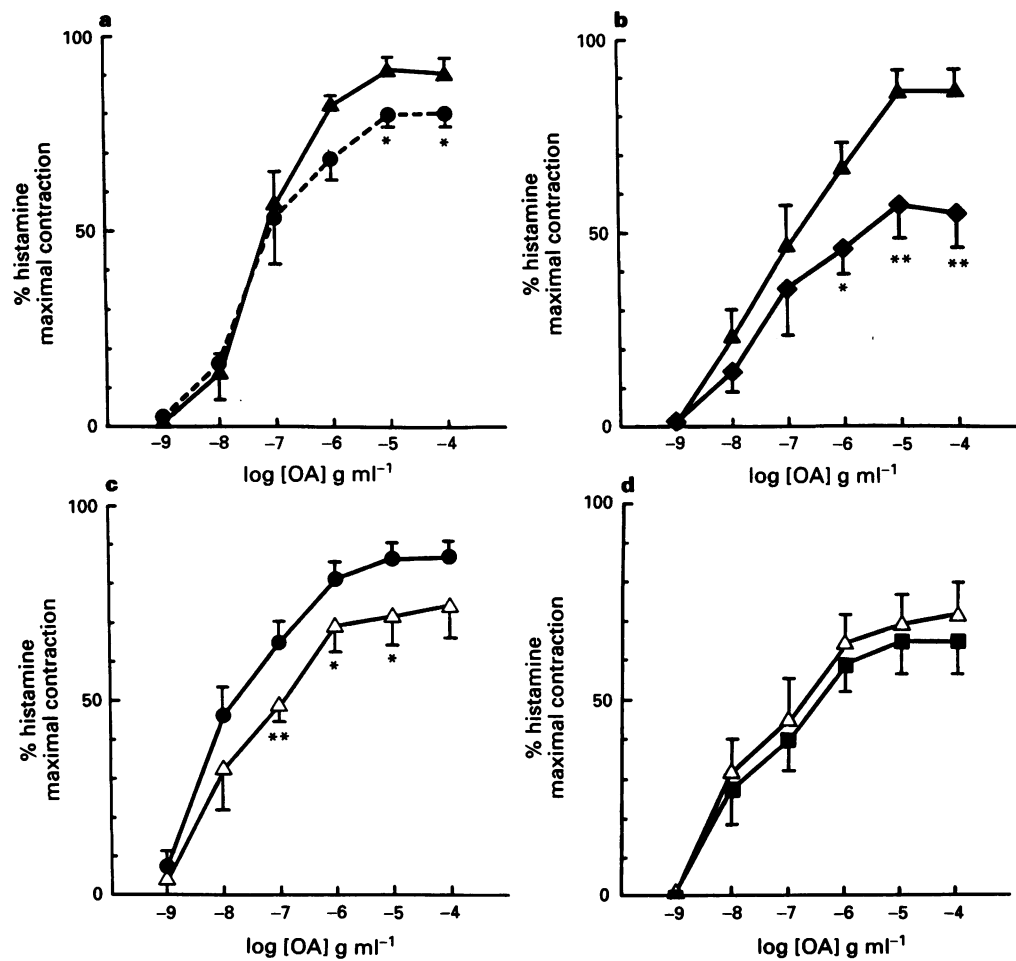 a
100
50
0
% histamine
maximal contraction
* *
−9 −8 −7 −6 −5 −4
log [OA] g ml⁻¹
b
100
50
0
% histamine
maximal contraction
* ** **
−9 −8 −7 −6 −5 −4
log [OA] g ml⁻¹
c
100
50
0
% histamine
maximal contraction
** * *
−9 −8 −7 −6 −5 −4
log [OA] g ml⁻¹
d
100
50
0
% histamine
maximal contraction
−9 −8 −7 −6 −5 −4
log [OA] g ml⁻¹